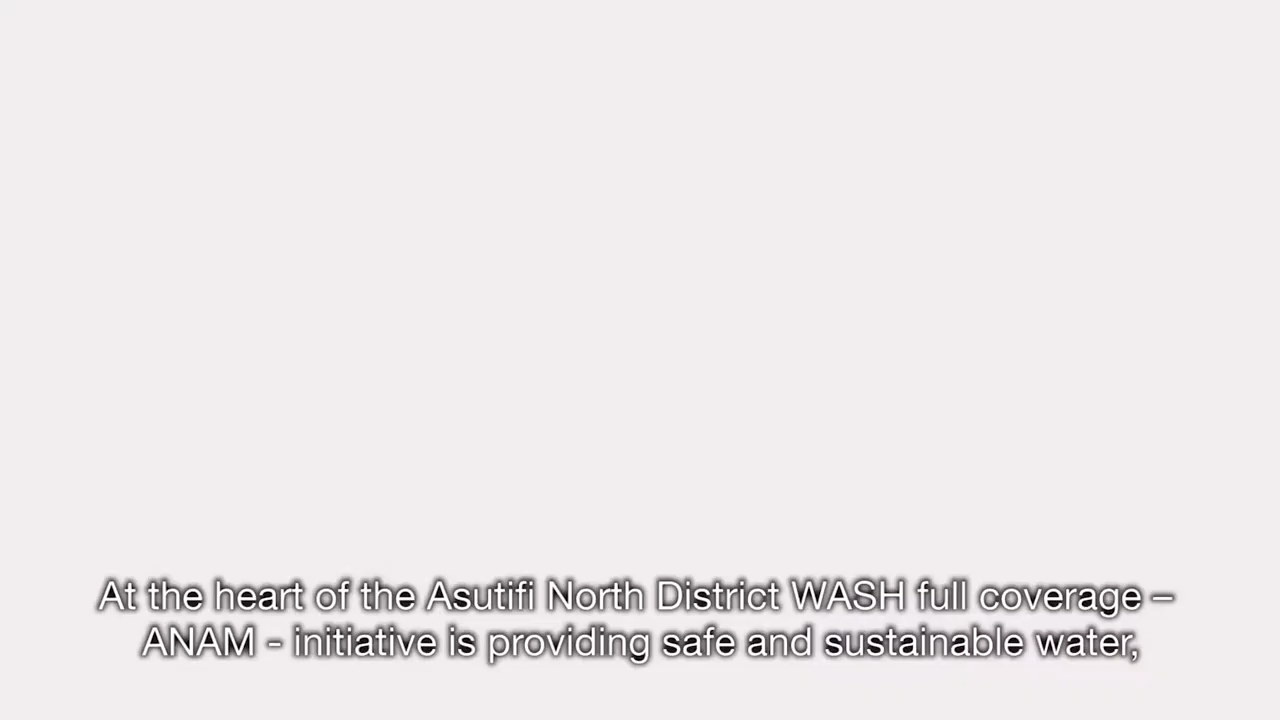 At the heart of the Asutifi North District WASH full coverage –
ANAM - initiative is providing safe and sustainable water,